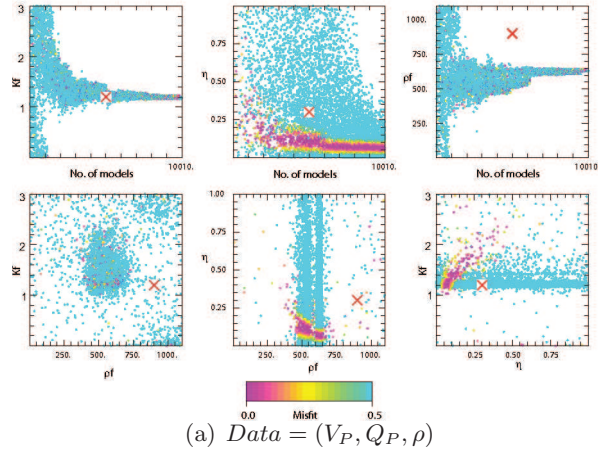 3
2
1
Kf
No. of models
10010.
0.75
0.50
0.25
η
No. of models
10010.
1000.
750.
500.
250.
ρf
No. of models
10010.
3
2
1
Kf
250.
500.
750.
1000.
ρf
1.00
0.75
0.50
0.25
η
250.
500.
750.
1000.
ρf
3
2
1
Kf
0.25
0.50
0.75
η
0.0
Misfit
0.5
(a) Data = (V_P, Q_P, ρ)